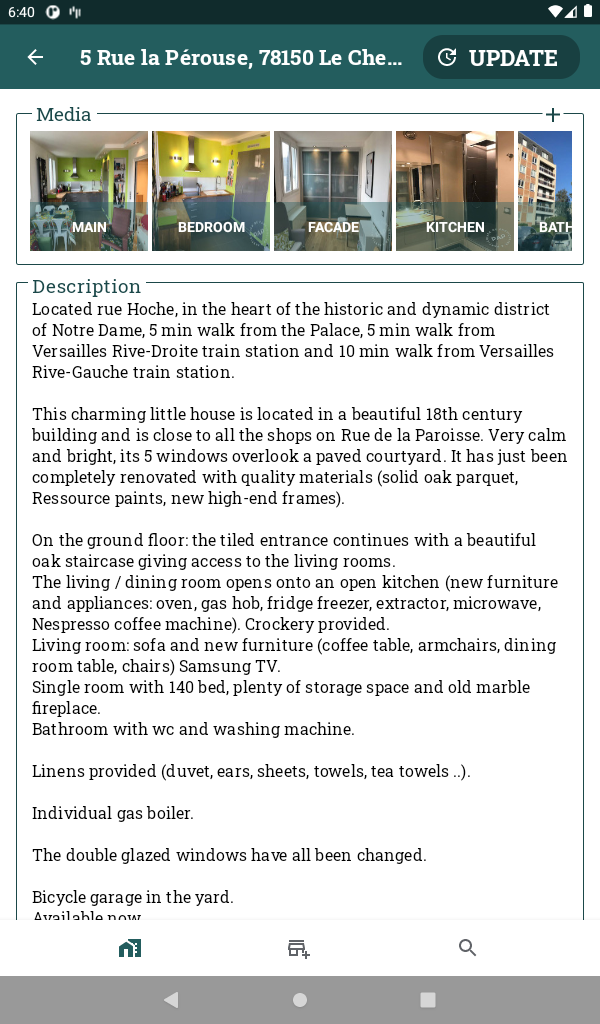 6:40
5 Rue la Pérouse, 78150 Le Che...
UPDATE
Media
MAIN
BEDROOM
FACADE
KITCHEN
BATH
Description
Located rue Hoche, in the heart of the historic and dynamic district
of Notre Dame, 5 min walk from the Palace, 5 min walk from
Versailles Rive-Droite train station and 10 min walk from Versailles
Rive-Gauche train station.
This charming little house is located in a beautiful 18th century
building and is close to all the shops on Rue de la Paroisse. Very calm
and bright, its 5 windows overlook a paved courtyard. It has just been
completely renovated with quality materials (solid oak parquet,
Ressource paints, new high-end frames).
On the ground floor: the tiled entrance continues with a beautiful
oak staircase giving access to the living rooms.
The living / dining room opens onto an open kitchen (new furniture
and appliances: oven, gas hob, fridge freezer, extractor, microwave,
Nespresso coffee machine). Crockery provided.
Living room: sofa and new furniture (coffee table, armchairs, dining
room table, chairs) Samsung TV.
Single room with 140 bed, plenty of storage space and old marble
fireplace.
Bathroom with wc and washing machine.
Linens provided (duvet, ears, sheets, towels, tea towels ..).
Individual gas boiler.
The double glazed windows have all been changed.
Bicycle garage in the yard.
Available now